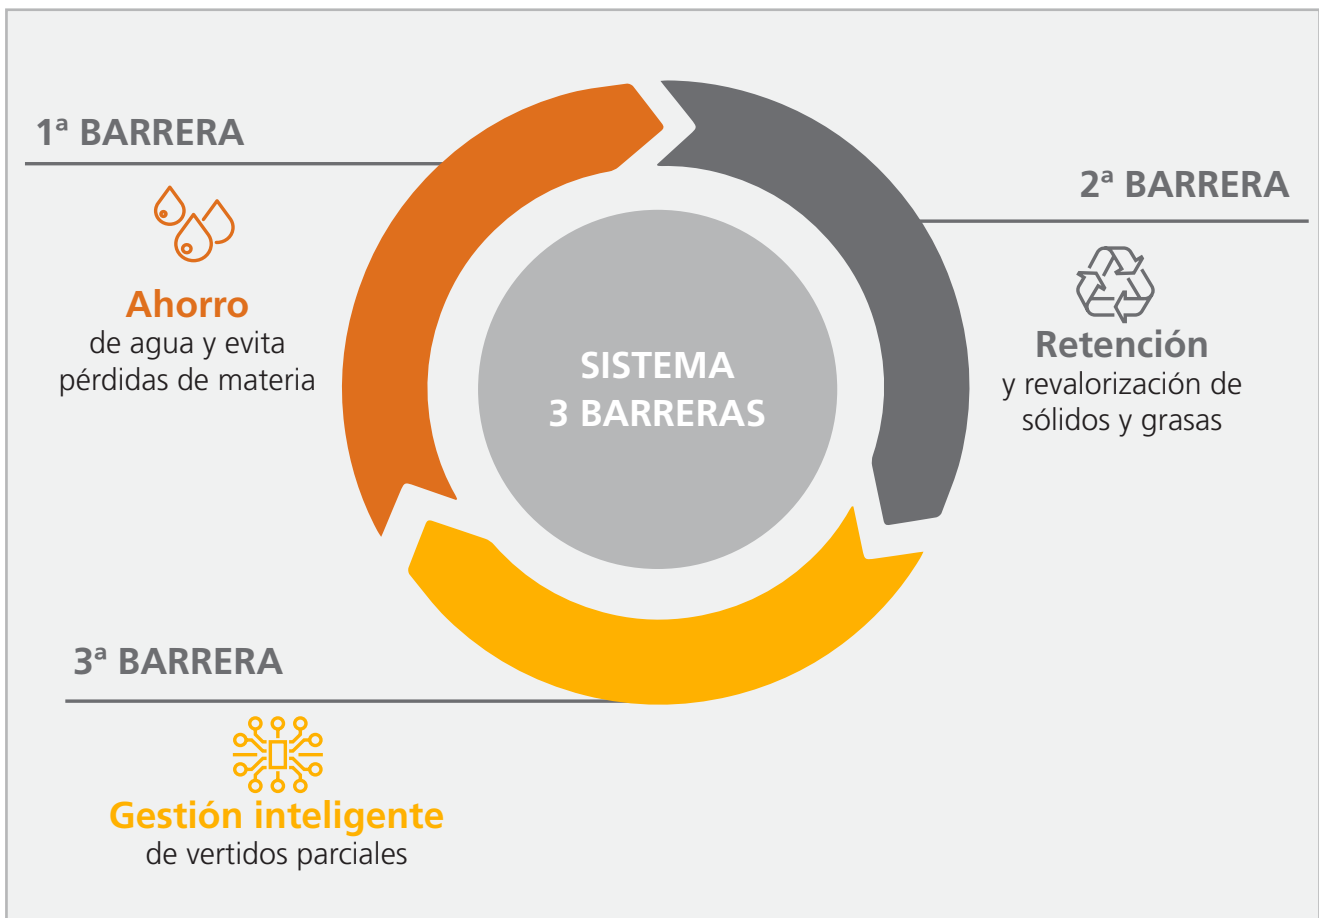 1ª BARRERA
Ahorro
de agua y evita
pérdidas de materia
2ª BARRERA
Retención
y revalorización de
sólidos y grasas
SISTEMA
3 BARRERAS
3ª BARRERA
Gestión inteligente
de vertidos parciales